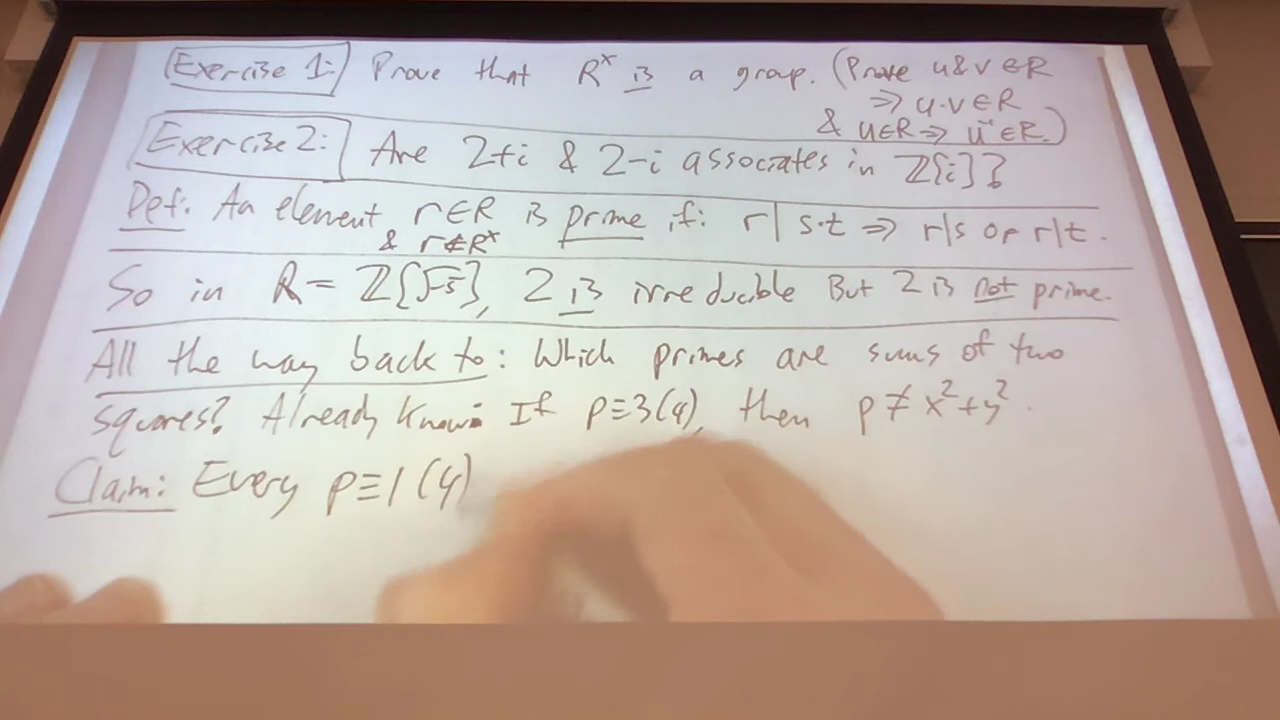 Exercise 1: Prove that R^x is a group. (Prove u&v∈R
⇒ u·v∈R
& u∈R ⇒ u^-1∈R.)
Exercise 2: Are 2+i & 2-i associates in Z[i]?
Def: An element r∈R is prime if: r|s·t ⇒ r|s or r|t.
& r∉R^x
So in R = Z[√-5], 2 is irreducible But 2 is not prime.
All the way back to: Which primes are sums of two
squares? Already know: If p≡3(4), then p≠x²+y².
Claim: Every p≡1(4)